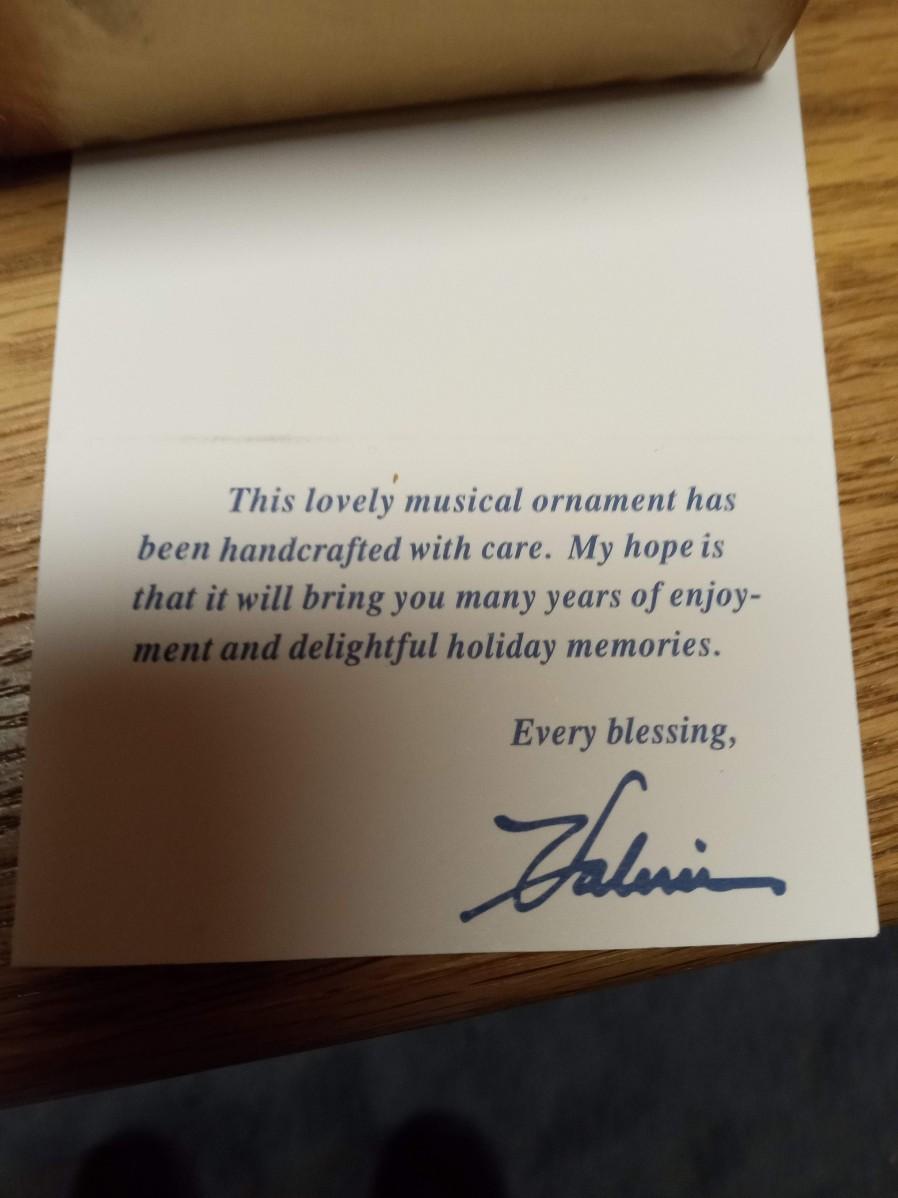 This lovely musical ornament has
been handcrafted with care. My hope is
that it will bring you many years of enjoy-
ment and delightful holiday memories.
Every blessing,
Valerie